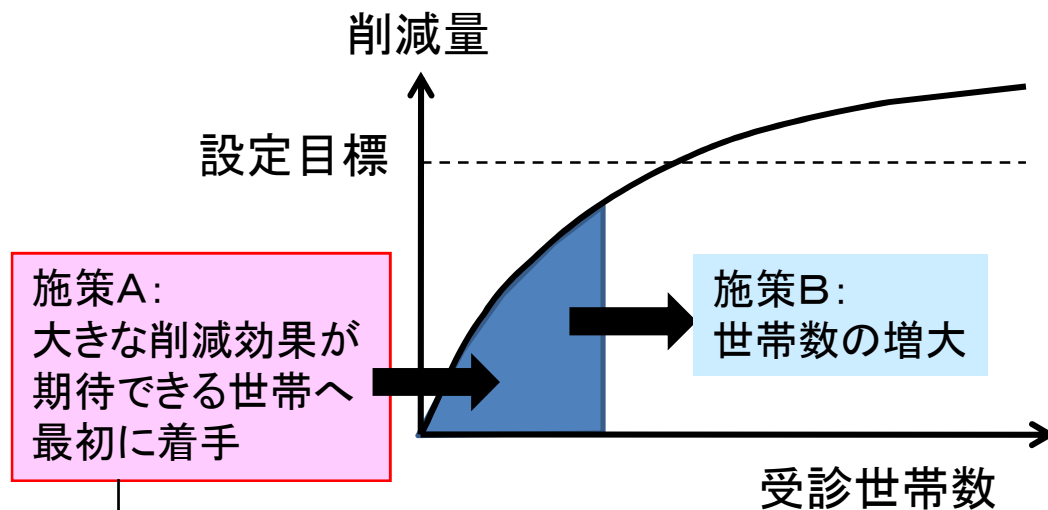 削減量
設定目標
施策A：
大きな削減効果が
期待できる世帯へ
最初に着手
施策B：
世帯数の増大
受診世帯数